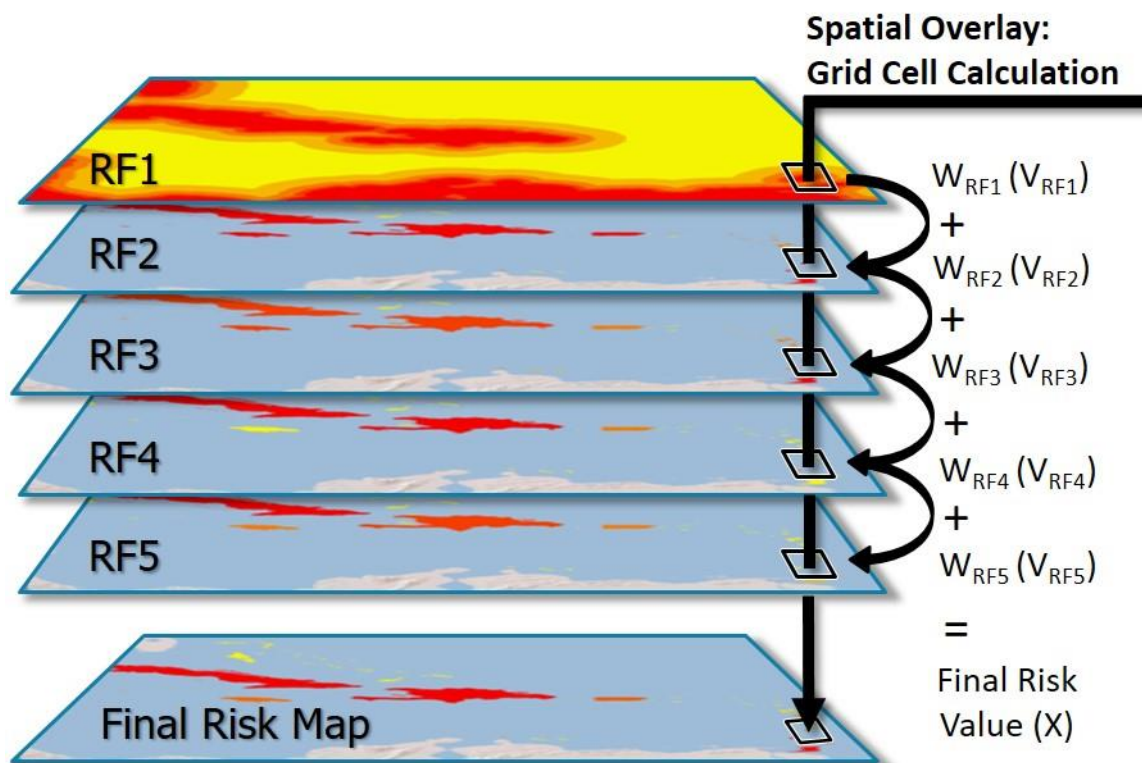 Spatial Overlay:
Grid Cell Calculation
RF1
W_RF1 (V_RF1)
+
RF2
W_RF2 (V_RF2)
+
RF3
W_RF3 (V_RF3)
+
RF4
W_RF4 (V_RF4)
+
RF5
W_RF5 (V_RF5)
=
Final Risk
Value (X)
Final Risk Map